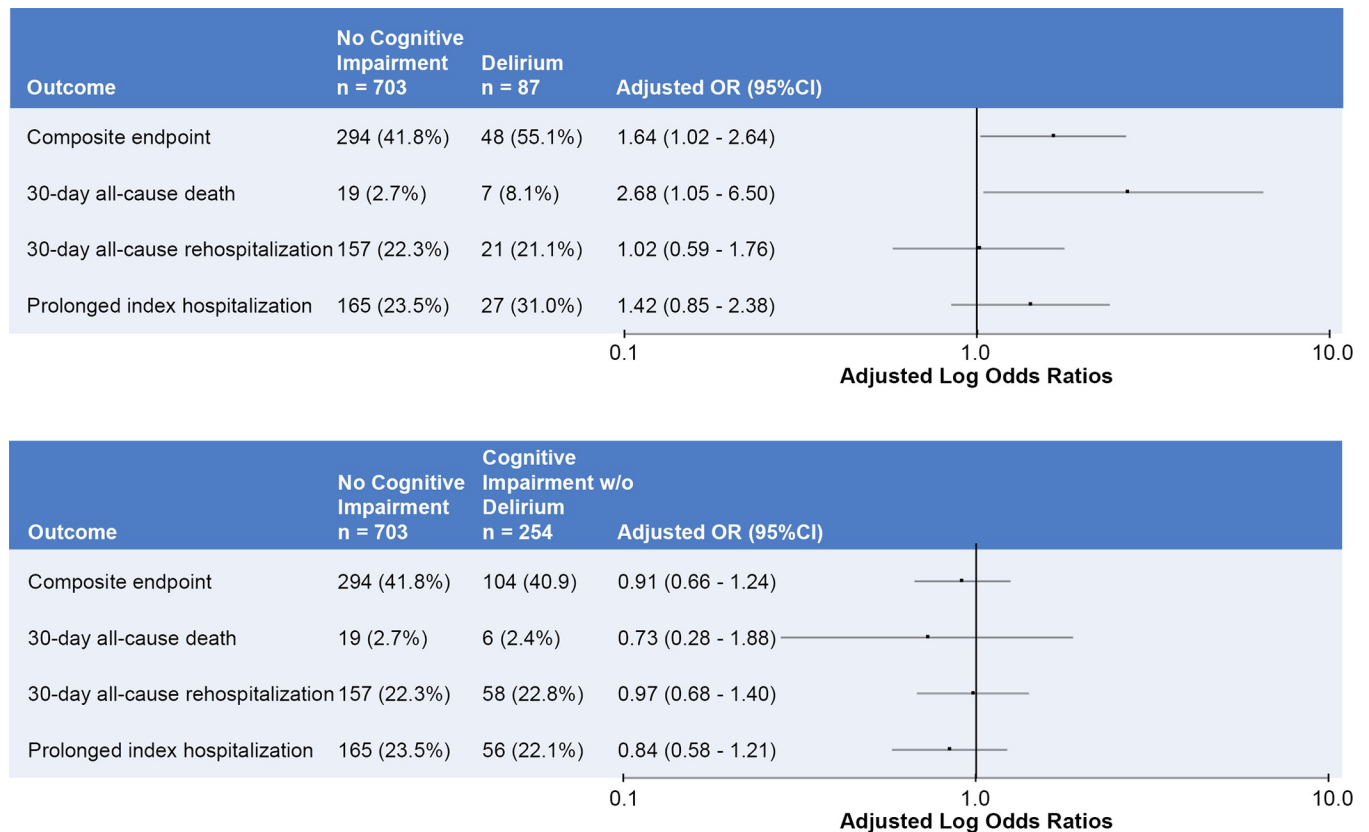 No Cognitive
Impairment Delirium
Outcome n = 703 n = 87 Adjusted OR (95%CI)
Composite endpoint 294 (41.8%) 48 (55.1%) 1.64 (1.02 - 2.64)
30-day all-cause death 19 (2.7%) 7 (8.1%) 2.68 (1.05 - 6.50)
30-day all-cause rehospitalization 157 (22.3%) 21 (21.1%) 1.02 (0.59 - 1.76)
Prolonged index hospitalization 165 (23.5%) 27 (31.0%) 1.42 (0.85 - 2.38)
0.1 1.0 10.0
Adjusted Log Odds Ratios
Cognitive
No Cognitive Impairment w/o
Impairment Delirium
Outcome n = 703 n = 254 Adjusted OR (95%CI)
Composite endpoint 294 (41.8%) 104 (40.9) 0.91 (0.66 - 1.24)
30-day all-cause death 19 (2.7%) 6 (2.4%) 0.73 (0.28 - 1.88)
30-day all-cause rehospitalization 157 (22.3%) 58 (22.8%) 0.97 (0.68 - 1.40)
Prolonged index hospitalization 165 (23.5%) 56 (22.1%) 0.84 (0.58 - 1.21)
0.1 1.0 10.0
Adjusted Log Odds Ratios